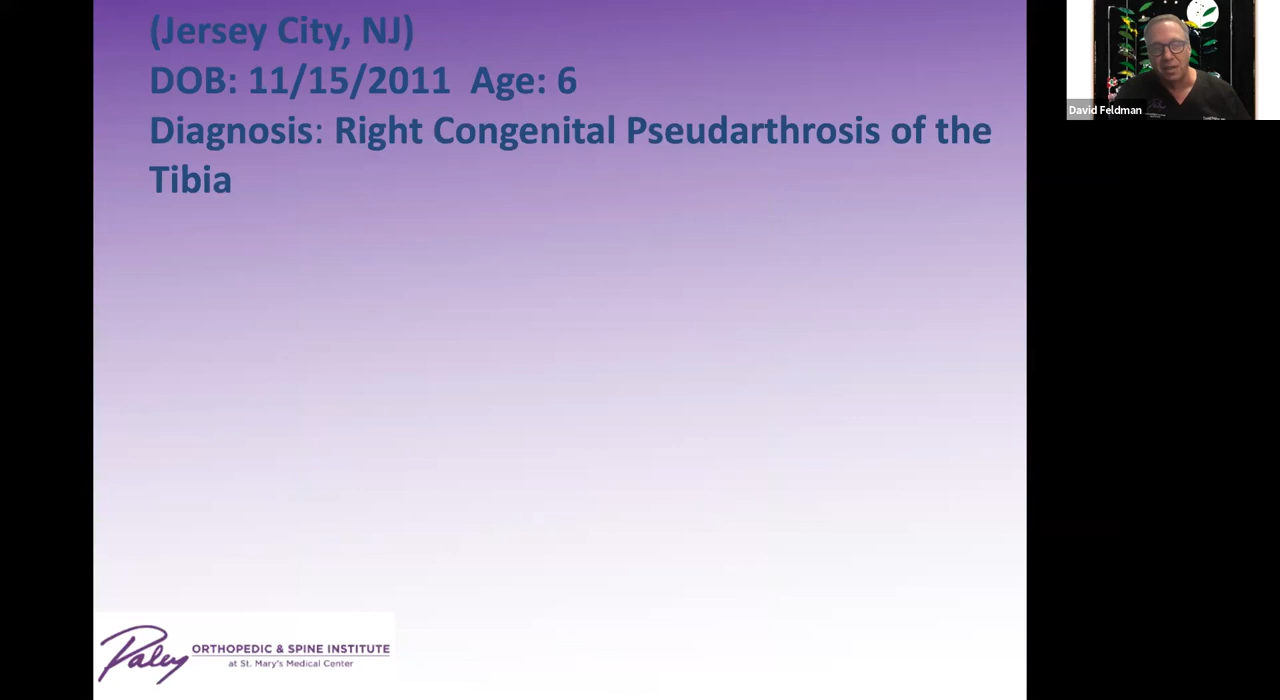 (Jersey City, NJ)
DOB: 11/15/2011 Age: 6
Diagnosis: Right Congenital Pseudarthrosis of the
Tibia
David Feldman
Paley
ORTHOPEDIC & SPINE INSTITUTE
at St. Mary's Medical Center